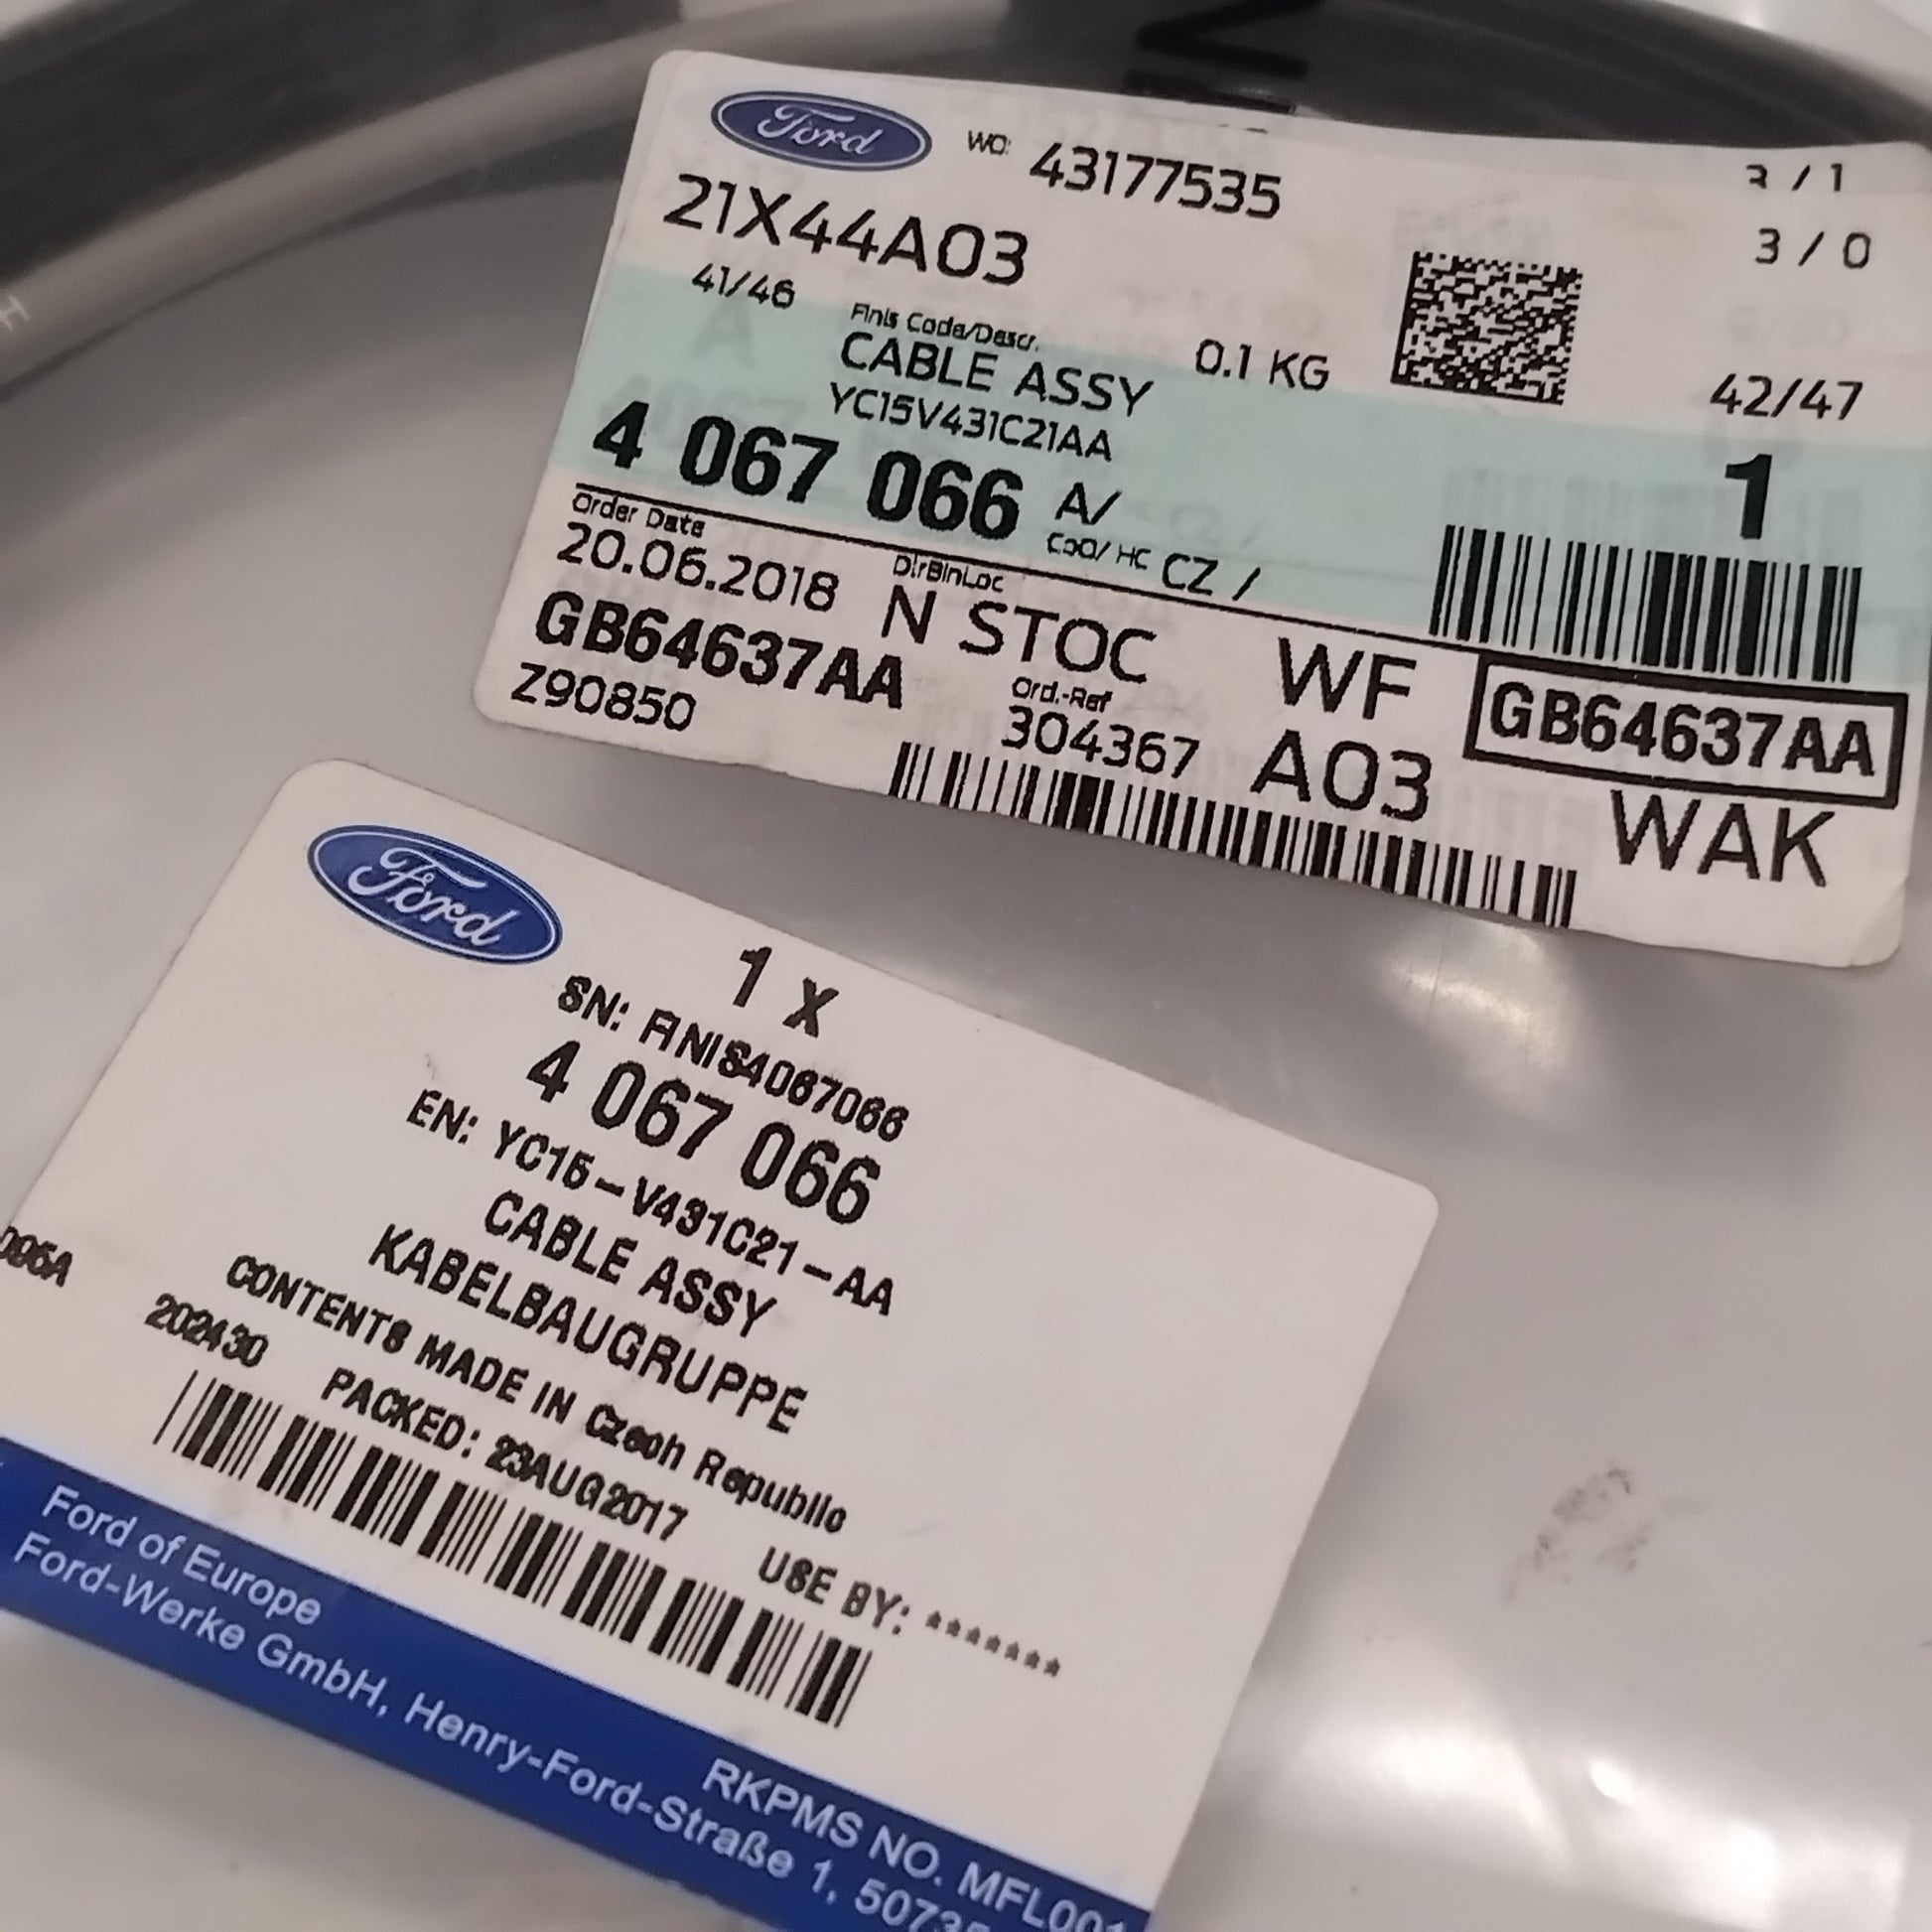 Ford
WO: 43177535
3 / 1
21X44A03
3 / 0
41/46
Finis Code/Descr.
CABLE ASSY
0.1 KG
42/47
YC15V431C21AA
1
4 067 066 A/
CoO/ HC CZ /
Order Date
20.06.2018
DirBinLoc
N STOC
WF
GB64637AA
GB64637AA
Z90850
Ord.-Ref
304367
A03
WAK
Ford
1 X
SN: FINIS4067066
4 067 066
EN: YC15-V431C21-AA
CABLE ASSY
KABELBAUGRUPPE
CONTENTS MADE IN Czech Republic
202430
PACKED: 23AUG2017
USE BY: *******
Ford of Europe
Ford-Werke GmbH, Henry-Ford-Straße 1, 50735
RKPMS NO. MFL001